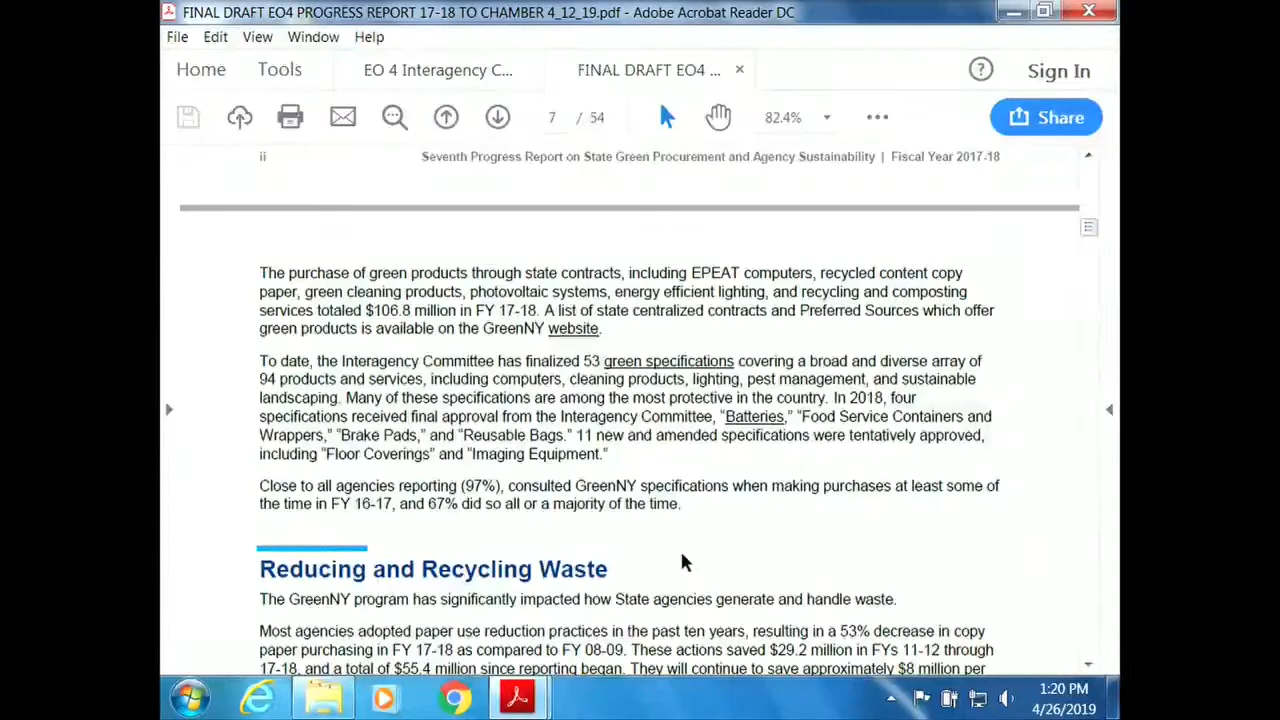 FINAL DRAFT EO4 PROGRESS REPORT 17-18 TO CHAMBER 4_12_19.pdf - Adobe Acrobat Reader DC
File Edit View Window Help
Home Tools EO 4 Interagency C... FINAL DRAFT EO4 ... × ? Sign In
7 / 54 82.4% Share
ii Seventh Progress Report on State Green Procurement and Agency Sustainability | Fiscal Year 2017-18
The purchase of green products through state contracts, including EPEAT computers, recycled content copy
paper, green cleaning products, photovoltaic systems, energy efficient lighting, and recycling and composting
services totaled $106.8 million in FY 17-18. A list of state centralized contracts and Preferred Sources which offer
green products is available on the GreenNY website.
To date, the Interagency Committee has finalized 53 green specifications covering a broad and diverse array of
94 products and services, including computers, cleaning products, lighting, pest management, and sustainable
landscaping. Many of these specifications are among the most protective in the country. In 2018, four
specifications received final approval from the Interagency Committee, “Batteries,” “Food Service Containers and
Wrappers,” “Brake Pads,” and “Reusable Bags.” 11 new and amended specifications were tentatively approved,
including “Floor Coverings” and “Imaging Equipment.”
Close to all agencies reporting (97%), consulted GreenNY specifications when making purchases at least some of
the time in FY 16-17, and 67% did so all or a majority of the time.
Reducing and Recycling Waste
The GreenNY program has significantly impacted how State agencies generate and handle waste.
Most agencies adopted paper use reduction practices in the past ten years, resulting in a 53% decrease in copy
paper purchasing in FY 17-18 as compared to FY 08-09. These actions saved $29.2 million in FYs 11-12 through
17-18, and a total of $55.4 million since reporting began. They will continue to save approximately $8 million per
1:20 PM
4/26/2019